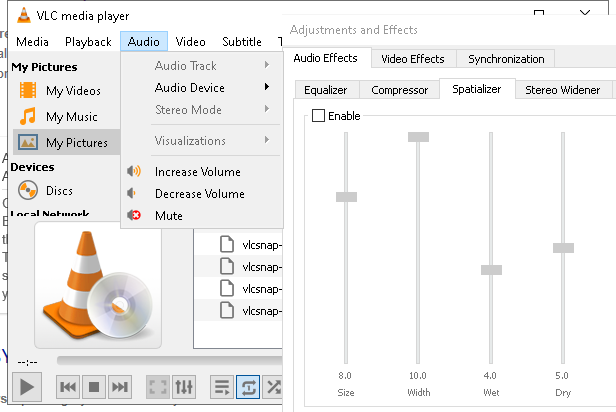 VLC media player
Media Playback Audio Video Subtitle T
My Pictures
My Videos
My Music
My Pictures
Devices
Discs
Local Network
Audio Track
Audio Device
Stereo Mode
Visualizations
Increase Volume
Decrease Volume
Mute
vlcsnap-
vlcsnap-
vlcsnap-
vlcsnap-
--:--
Adjustments and Effects
Audio Effects Video Effects Synchronization
Equalizer Compressor Spatializer Stereo Widener
Enable
8.0 10.0 4.0 5.0
Size Width Wet Dry